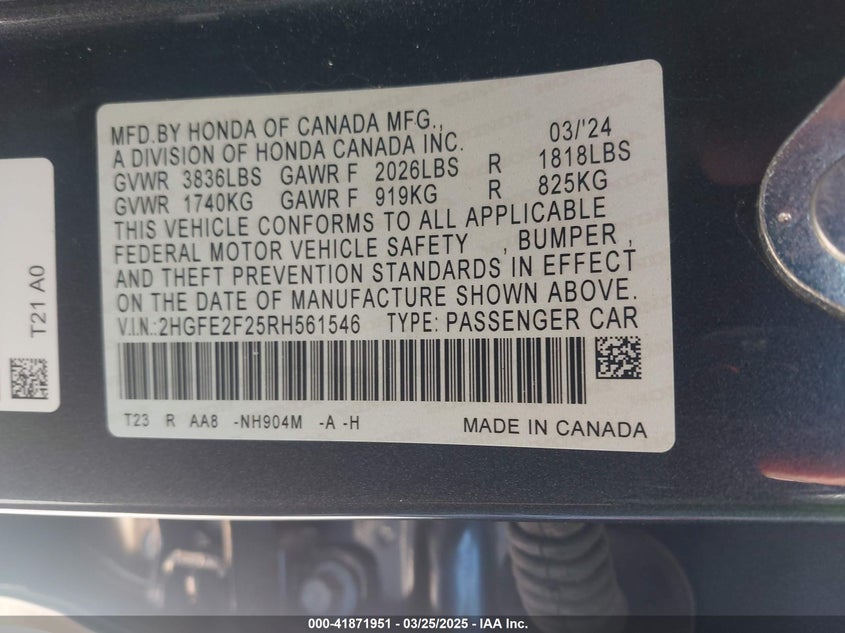 MFD.BY HONDA OF CANADA MFG., 03/'24
A DIVISION OF HONDA CANADA INC.
GVWR 3836LBS GAWR F 2026LBS R 1818LBS
GVWR 1740KG GAWR F 919KG R 825KG
THIS VEHICLE CONFORMS TO ALL APPLICABLE
FEDERAL MOTOR VEHICLE SAFETY , BUMPER ,
AND THEFT PREVENTION STANDARDS IN EFFECT
ON THE DATE OF MANUFACTURE SHOWN ABOVE.
V.I.N.:2HGFE2F25RH561546 TYPE: PASSENGER CAR
T23 R AA8 -NH904M -A -H MADE IN CANADA
T21 A0
000-41871951 - 03/25/2025 - IAA Inc.